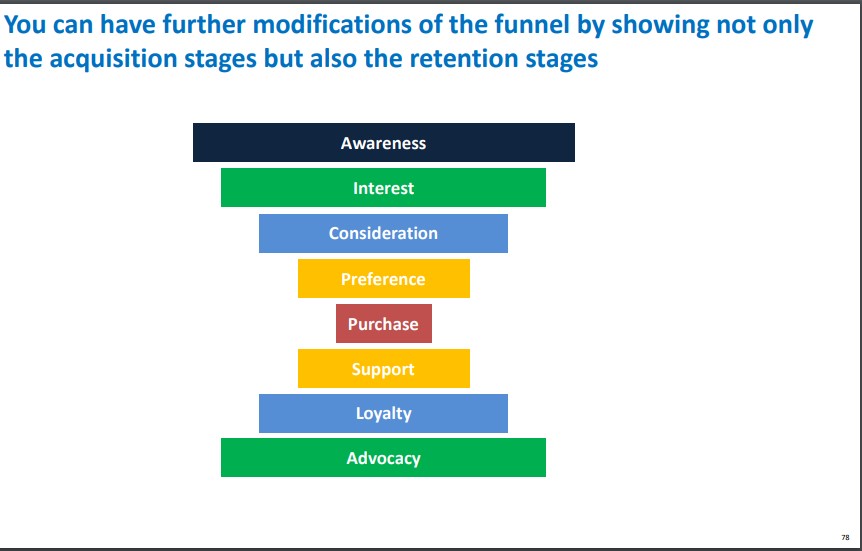 You can have further modifications of the funnel by showing not only
the acquisition stages but also the retention stages
Awareness
Interest
Consideration
Preference
Purchase
Support
Loyalty
Advocacy
78